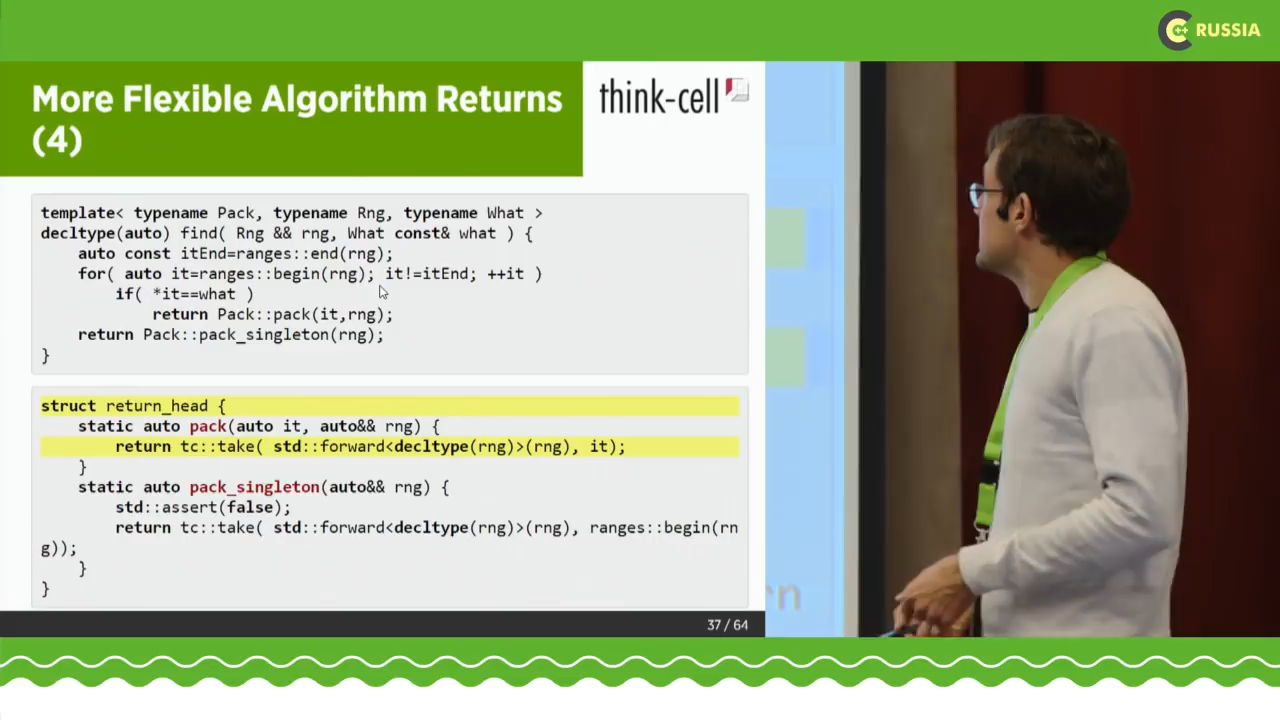 C++ RUSSIA
More Flexible Algorithm Returns
(4)
think-cell
template< typename Pack, typename Rng, typename What >
decltype(auto) find( Rng && rng, What const& what ) {
    auto const itEnd=ranges::end(rng);
    for( auto it=ranges::begin(rng); it!=itEnd; ++it )
        if( *it==what )
            return Pack::pack(it,rng);
    return Pack::pack_singleton(rng);
}
struct return_head {
    static auto pack(auto it, auto&& rng) {
        return tc::take( std::forward<decltype(rng)>(rng), it);
    }
    static auto pack_singleton(auto&& rng) {
        std::assert(false);
        return tc::take( std::forward<decltype(rng)>(rng), ranges::begin(rn
g));
    }
}
37 / 64
rn